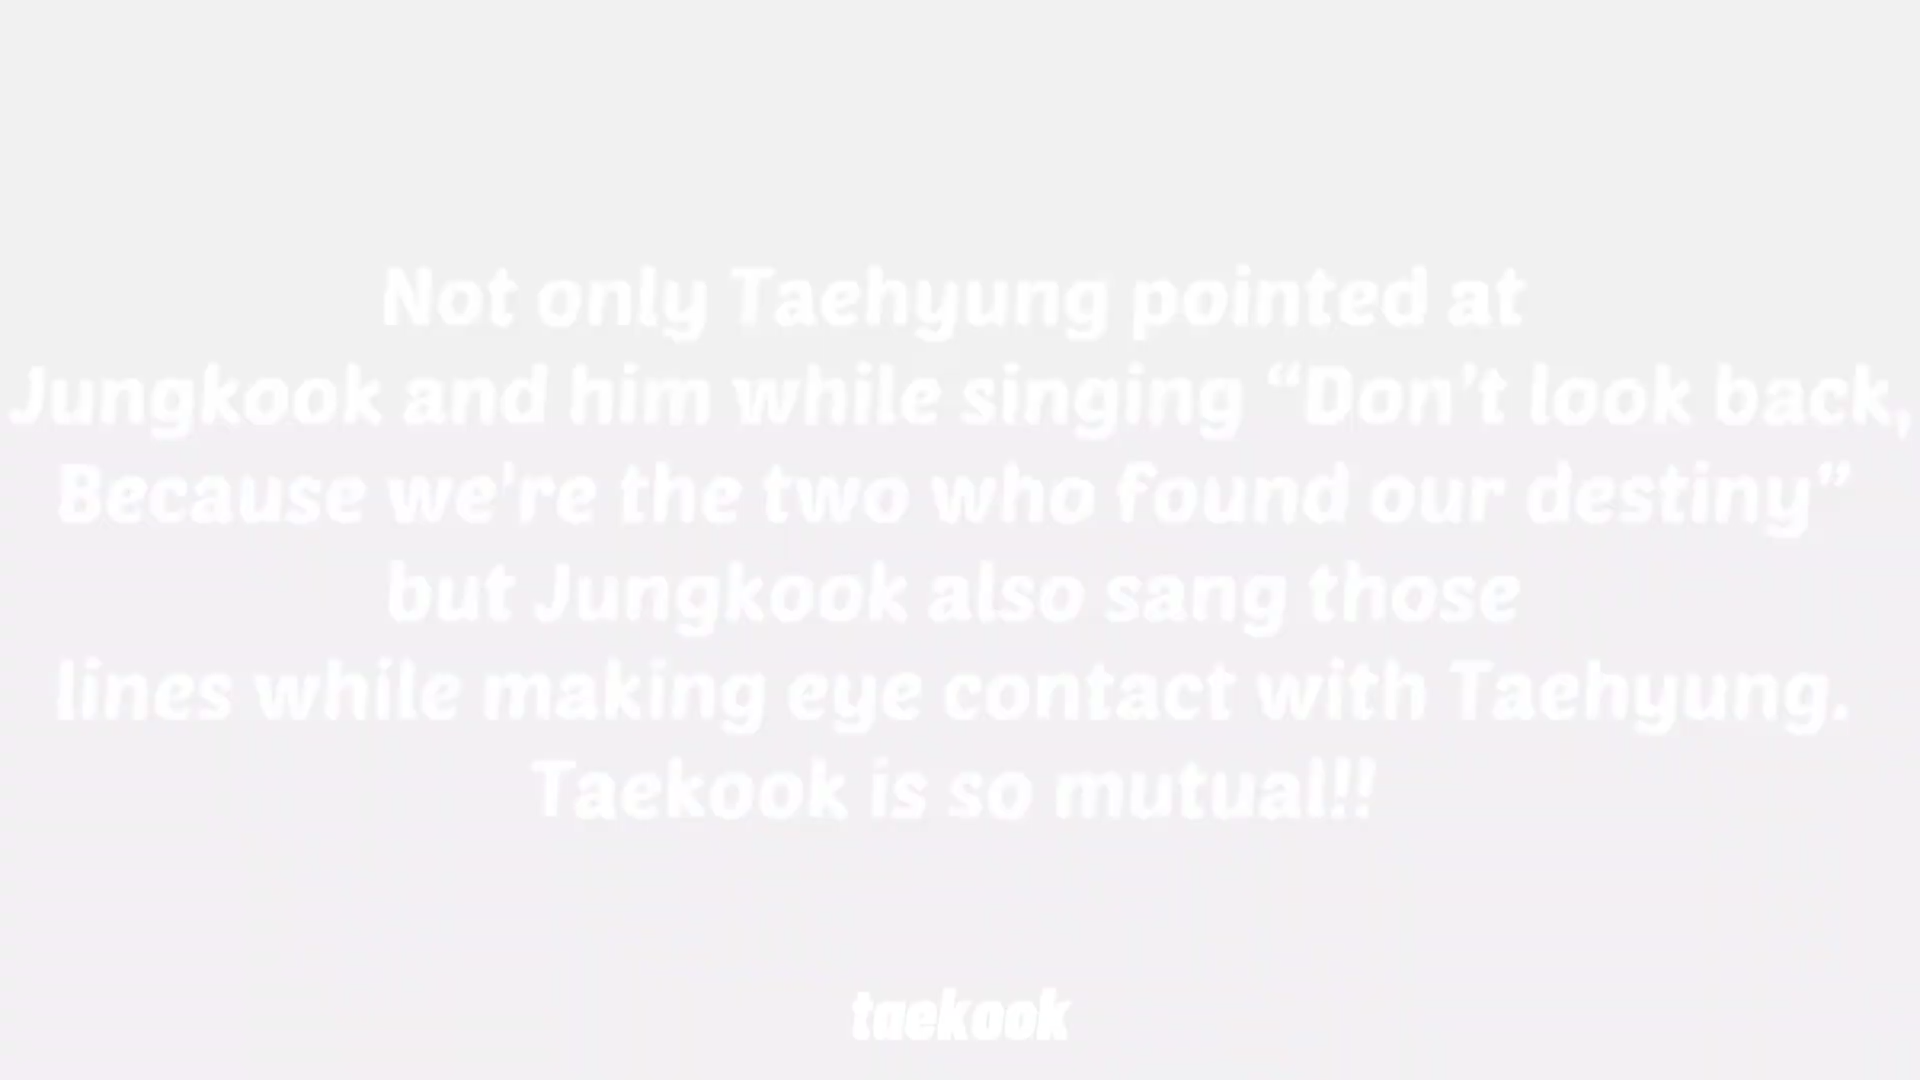 Not only Taehyung pointed at
Jungkook and him while singing “Don’t look back,
Because we're the two who found our destiny”
but Jungkook also sang those
lines while making eye contact with Taehyung.
Taekook is so mutual!!
taekook